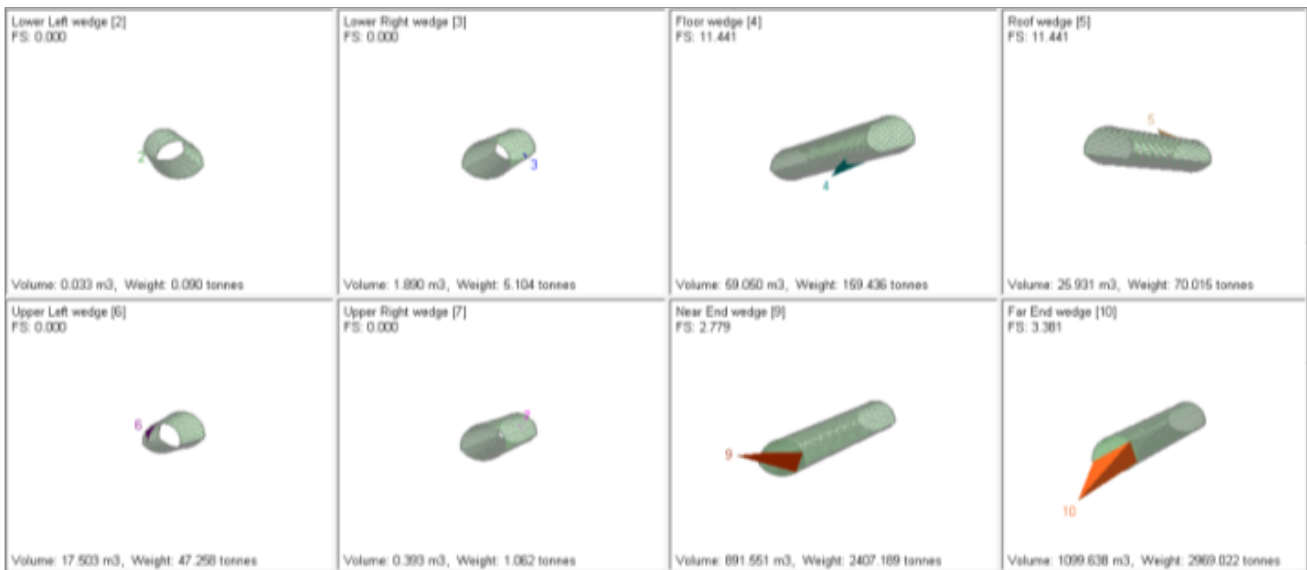 Lower Left wedge [2]
FS: 0.000
2
Volume: 0.033 m3, Weight: 0.090 tonnes
Lower Right wedge [3]
FS: 0.000
3
Volume: 1.890 m3, Weight: 5.104 tonnes
Floor wedge [4]
FS: 11.441
4
Volume: 59.050 m3, Weight: 159.436 tonnes
Roof wedge [5]
FS: 11.441
5
Volume: 25.931 m3, Weight: 70.015 tonnes
Upper Left wedge [6]
FS: 0.000
6
Volume: 17.503 m3, Weight: 47.258 tonnes
Upper Right wedge [7]
FS: 0.000
Volume: 0.393 m3, Weight: 1.062 tonnes
Near End wedge [9]
FS: 2.779
9
Volume: 891.551 m3, Weight: 2407.189 tonnes
Far End wedge [10]
FS: 3.381
10
Volume: 1099.638 m3, Weight: 2969.022 tonnes